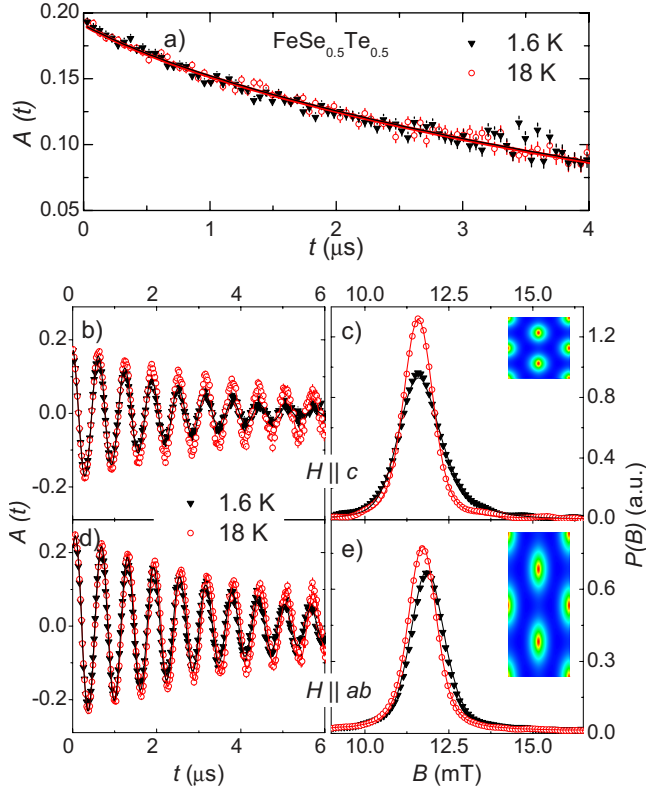 0.20
0.15
0.10
0.05
A (t)
a)
FeSe0.5Te0.5
1.6 K
18 K
0 1 2 3 4
t (μs)
0 2 4 6
11.0 12.5 15.0
b)
0.2
0.0
-0.2
A (t)
c)
1.2
0.8
0.4
0.0
P(B) (a.u.)
H || c
1.6 K
18 K
d)
0.2
0.0
-0.2
e)
0.6
0.3
0.0
H || ab
0 2 4 6
t (μs)
10.0 12.5 15.0
B (mT)